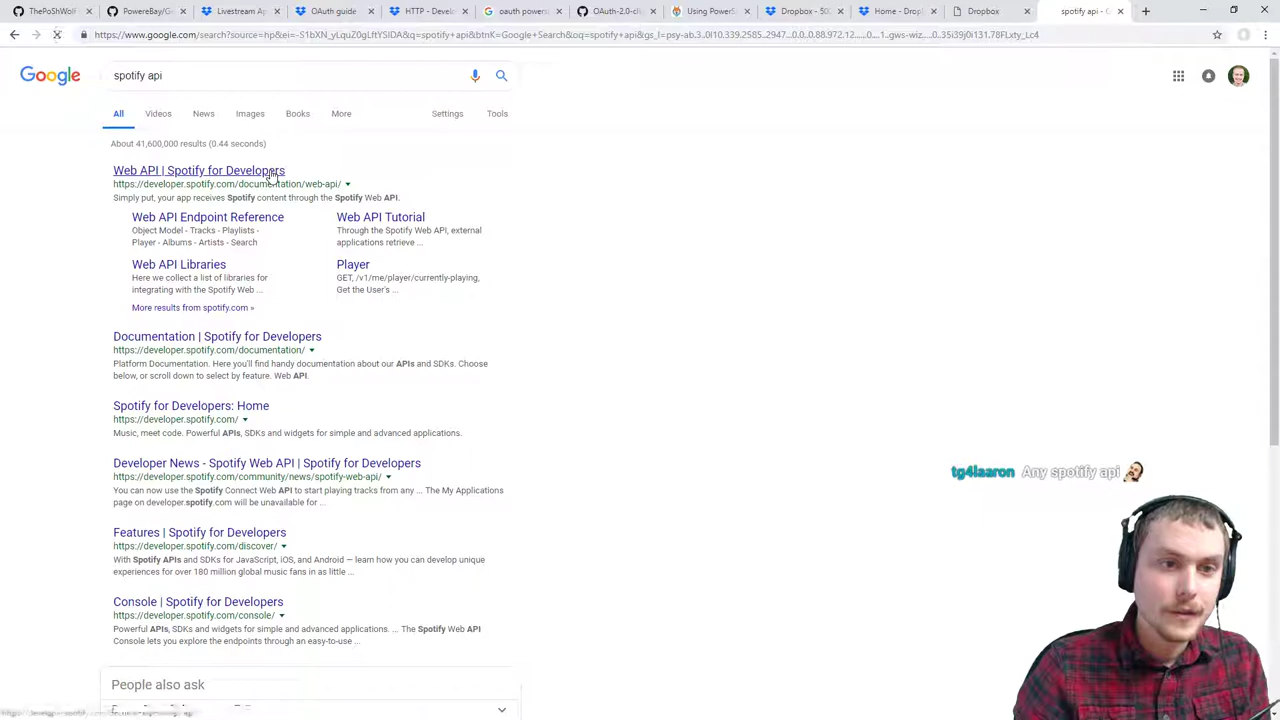 ThePoShWolf
PowereBay/G
Livestream Ap
OAuth guide
HTTP - Develo
oauth powers
OAuth-2.0-cli
Using PowerS
Dropbox - 500
Home - Drop
Dropbox
spotify api - G
https://www.google.com/search?source=hp&ei=-S1bXN_yLquZ0gLftYSIDA&q=spotify+api&btnK=Google+Search&oq=spotify+api&gs_l=psy-ab.3..0l10.339.2585..2947...0.0..0.88.972.12......0....1..gws-wiz.....0..35i39j0i131.78FLxty_Lc4
Google
spotify api
All Videos News Images Books More Settings Tools
About 41,600,000 results (0.44 seconds)
Web API | Spotify for Developers
https://developer.spotify.com/documentation/web-api/
Simply put, your app receives Spotify content through the Spotify Web API.
Web API Endpoint Reference
Object Model - Tracks - Playlists -
Player - Albums - Artists - Search
Web API Tutorial
Through the Spotify Web API, external
applications retrieve ...
Web API Libraries
Here we collect a list of libraries for
integrating with the Spotify Web ...
Player
GET, /v1/me/player/currently-playing,
Get the User's ...
More results from spotify.com »
Documentation | Spotify for Developers
https://developer.spotify.com/documentation/
Platform Documentation. Here you'll find handy documentation about our APIs and SDKs. Choose
below, or scroll down to select by feature. Web API.
Spotify for Developers: Home
https://developer.spotify.com/
Music, meet code. Powerful APIs, SDKs and widgets for simple and advanced applications.
Developer News - Spotify Web API | Spotify for Developers
https://developer.spotify.com/community/news/spotify-web-api/
You can now use the Spotify Connect Web API to start playing tracks from any ... The My Applications
page on developer.spotify.com will be unavailable for ...
tg4laaron Any spotify api
Features | Spotify for Developers
https://developer.spotify.com/discover/
With Spotify APIs and SDKs for JavaScript, iOS, and Android — learn how you can develop unique
experiences for over 180 million global music fans in as little ...
Console | Spotify for Developers
https://developer.spotify.com/console/
Powerful APIs, SDKs and widgets for simple and advanced applications. ... The Spotify Web API
Console lets you explore the endpoints through an easy-to-use ...
People also ask